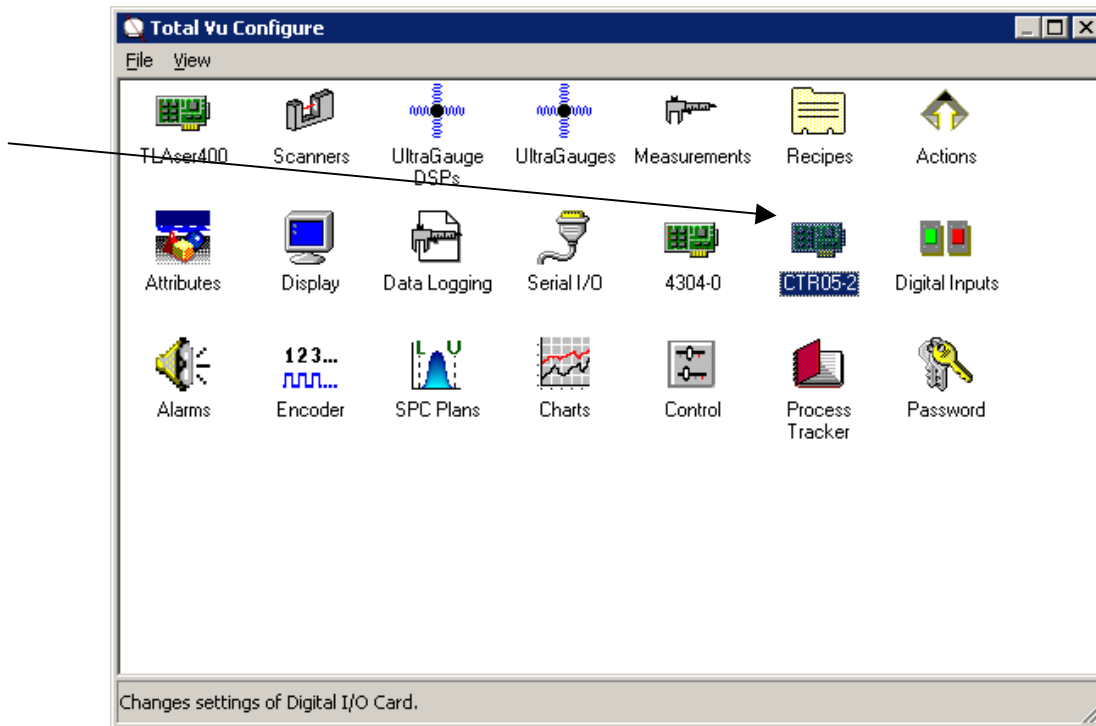 Total Vu Configure
File View
TLAser400 Scanners UltraGauge DSPs UltraGauges Measurements Recipes Actions
Attributes Display Data Logging Serial I/O 4304-0 CTR05-2 Digital Inputs
123...
L U
Alarms Encoder SPC Plans Charts Control Process Tracker Password
Changes settings of Digital I/O Card.